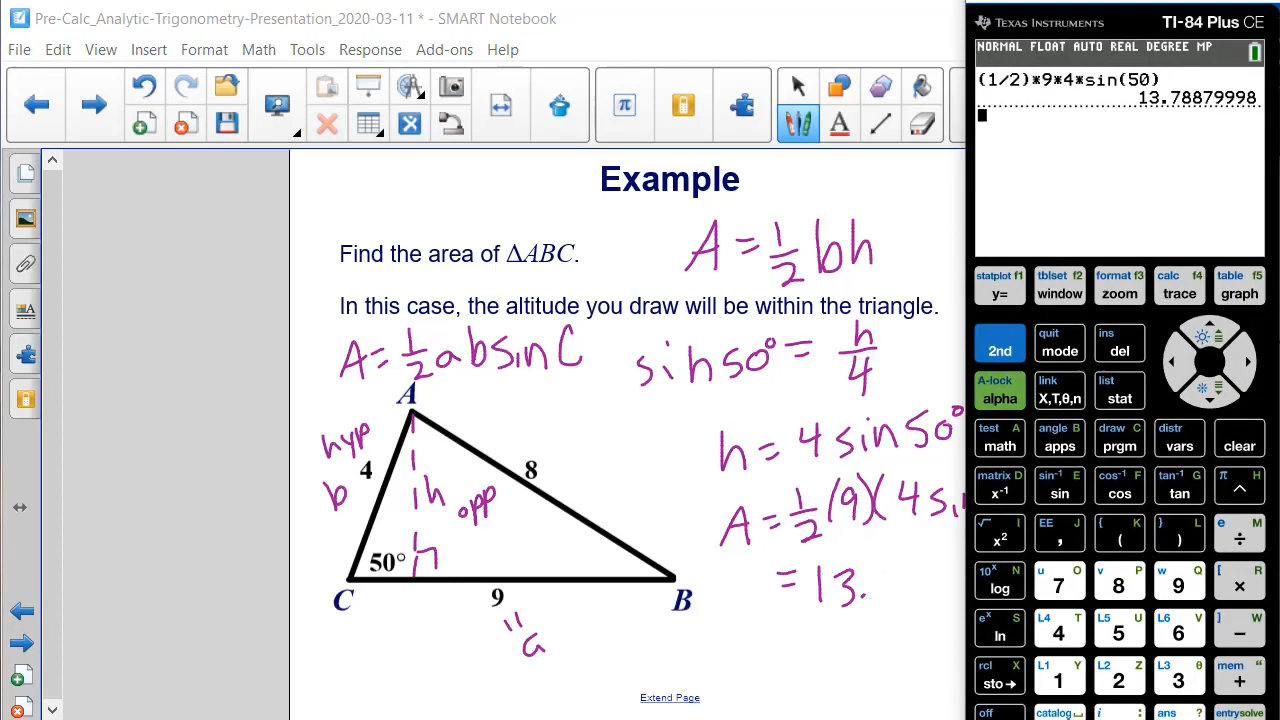 Pre-Calc_Analytic-Trigonometry-Presentation_2020-03-11 * - SMART Notebook
File Edit View Insert Format Math Tools Response Add-ons Help
π
A
Example
Find the area of ΔABC.
A = 1/2 bh
In this case, the altitude you draw will be within the triangle.
A = 1/2 ab sin C
sin 50° = h/4
A
hyp
4
8
h = 4 sin 50°
b
h
opp
A = 1/2 (9)(4 sin
50°
= 13.
C
9
B
"a
Extend Page
TEXAS INSTRUMENTS TI-84 Plus CE
NORMAL FLOAT AUTO REAL DEGREE MP
(1/2)*9*4*sin(50)
13.78879998
statplot f1 tblset f2 format f3 calc f4 table f5
y= window zoom trace graph
quit ins
2nd mode del
A-lock link list
alpha X,T,θ,n stat
test A angle B draw C distr
math apps prgm vars clear
matrix D sin⁻¹ E cos⁻¹ F tan⁻¹ G π H
x⁻¹ sin cos tan ^
√ I EE J { K } L e M
x² , ( ) ÷
10ˣ N u O v P w Q [ R
log 7 8 9 ×
eˣ S L4 T L5 U L6 V ] W
ln 4 5 6 −
rcl X L1 Y L2 Z L3 θ mem "
sto→ 1 2 3 +
off catalog i : ans ? entry solve